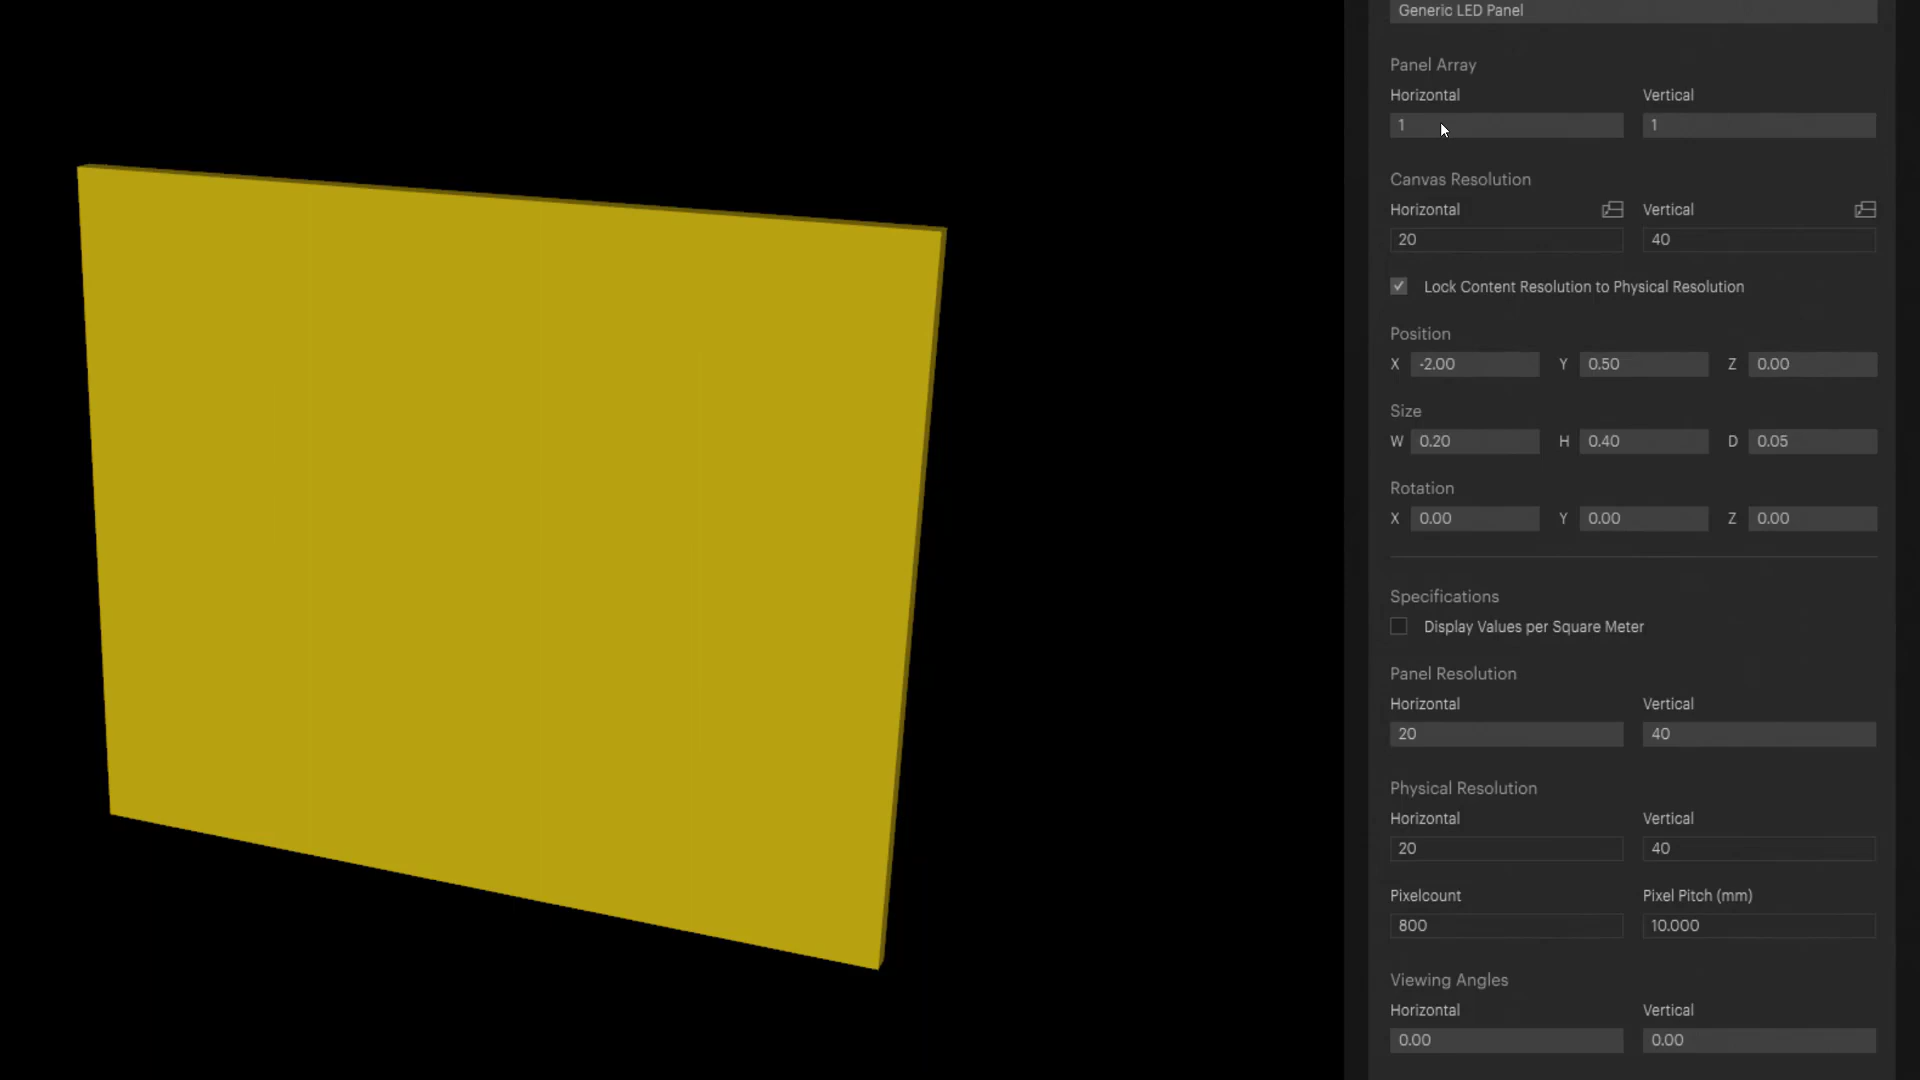 Generic LED Panel
Panel Array
Horizontal Vertical
1 1
Canvas Resolution
Horizontal Vertical
20 40
Lock Content Resolution to Physical Resolution
Position
X -2.00 Y 0.50 Z 0.00
Size
W 0.20 H 0.40 D 0.05
Rotation
X 0.00 Y 0.00 Z 0.00
Specifications
Display Values per Square Meter
Panel Resolution
Horizontal Vertical
20 40
Physical Resolution
Horizontal Vertical
20 40
Pixelcount Pixel Pitch (mm)
800 10.000
Viewing Angles
Horizontal Vertical
0.00 0.00